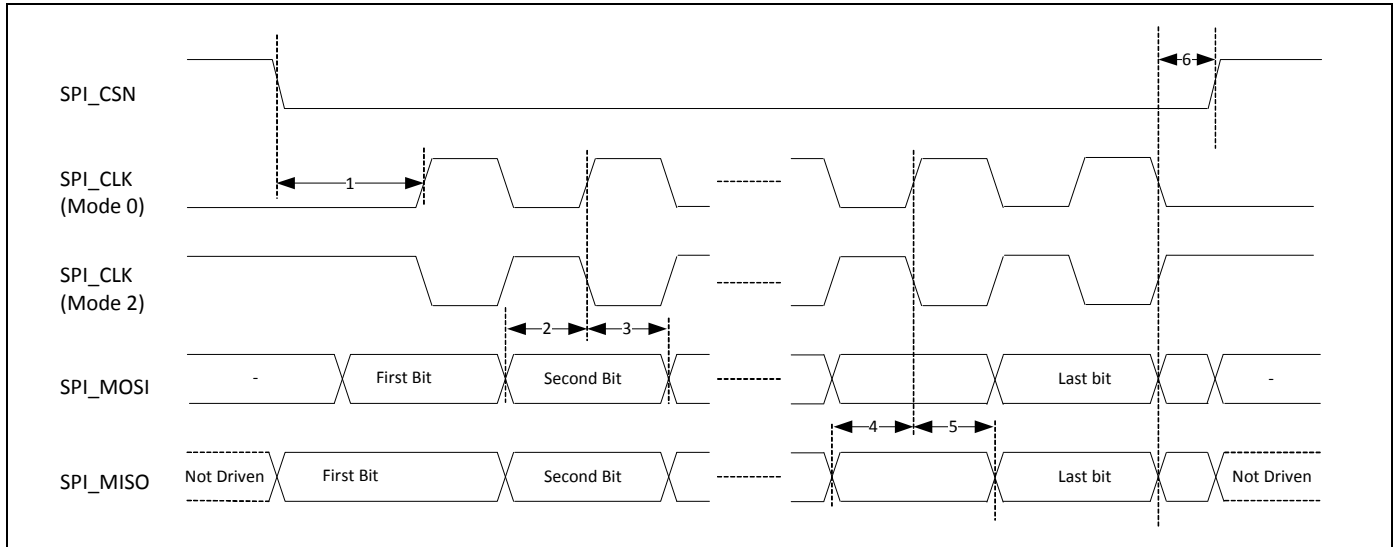 6
SPI_CSN
SPI_CLK
(Mode 0)
1
SPI_CLK
(Mode 2)
2 3
SPI_MOSI - First Bit Second Bit Last bit -
4 5
SPI_MISO Not Driven First Bit Second Bit Last bit Not Driven